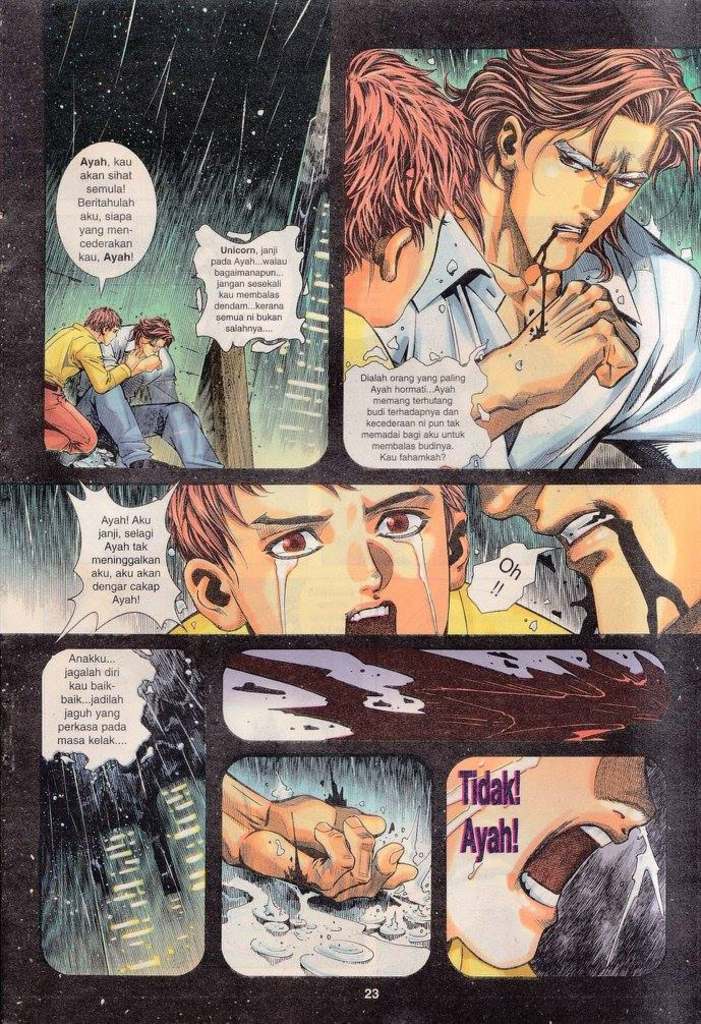 Ayah, kau
akan sihat
semula!
Beritahulah
aku, siapa
yang men-
cederakan
kau, Ayah!
Unicorn, janji
pada Ayah...walau
bagaimanapun...
jangan sesekali
kau membalas
dendam...kerana
semua ni bukan
salahnya....
Dialah orang yang paling
Ayah hormati...Ayah
memang terhutang
budi terhadapnya dan
kecederaan ni pun tak
memadai bagi aku untuk
membalas budinya.
Kau fahamkah?
Ayah! Aku
janji, selagi
Ayah tak
meninggalkan
aku, aku akan
dengar cakap
Ayah!
Oh
!!
Anakku...
jagalah diri
kau baik-
baik...jadilah
jaguh yang
perkasa pada
masa kelak....
Tidak!
Ayah!
23